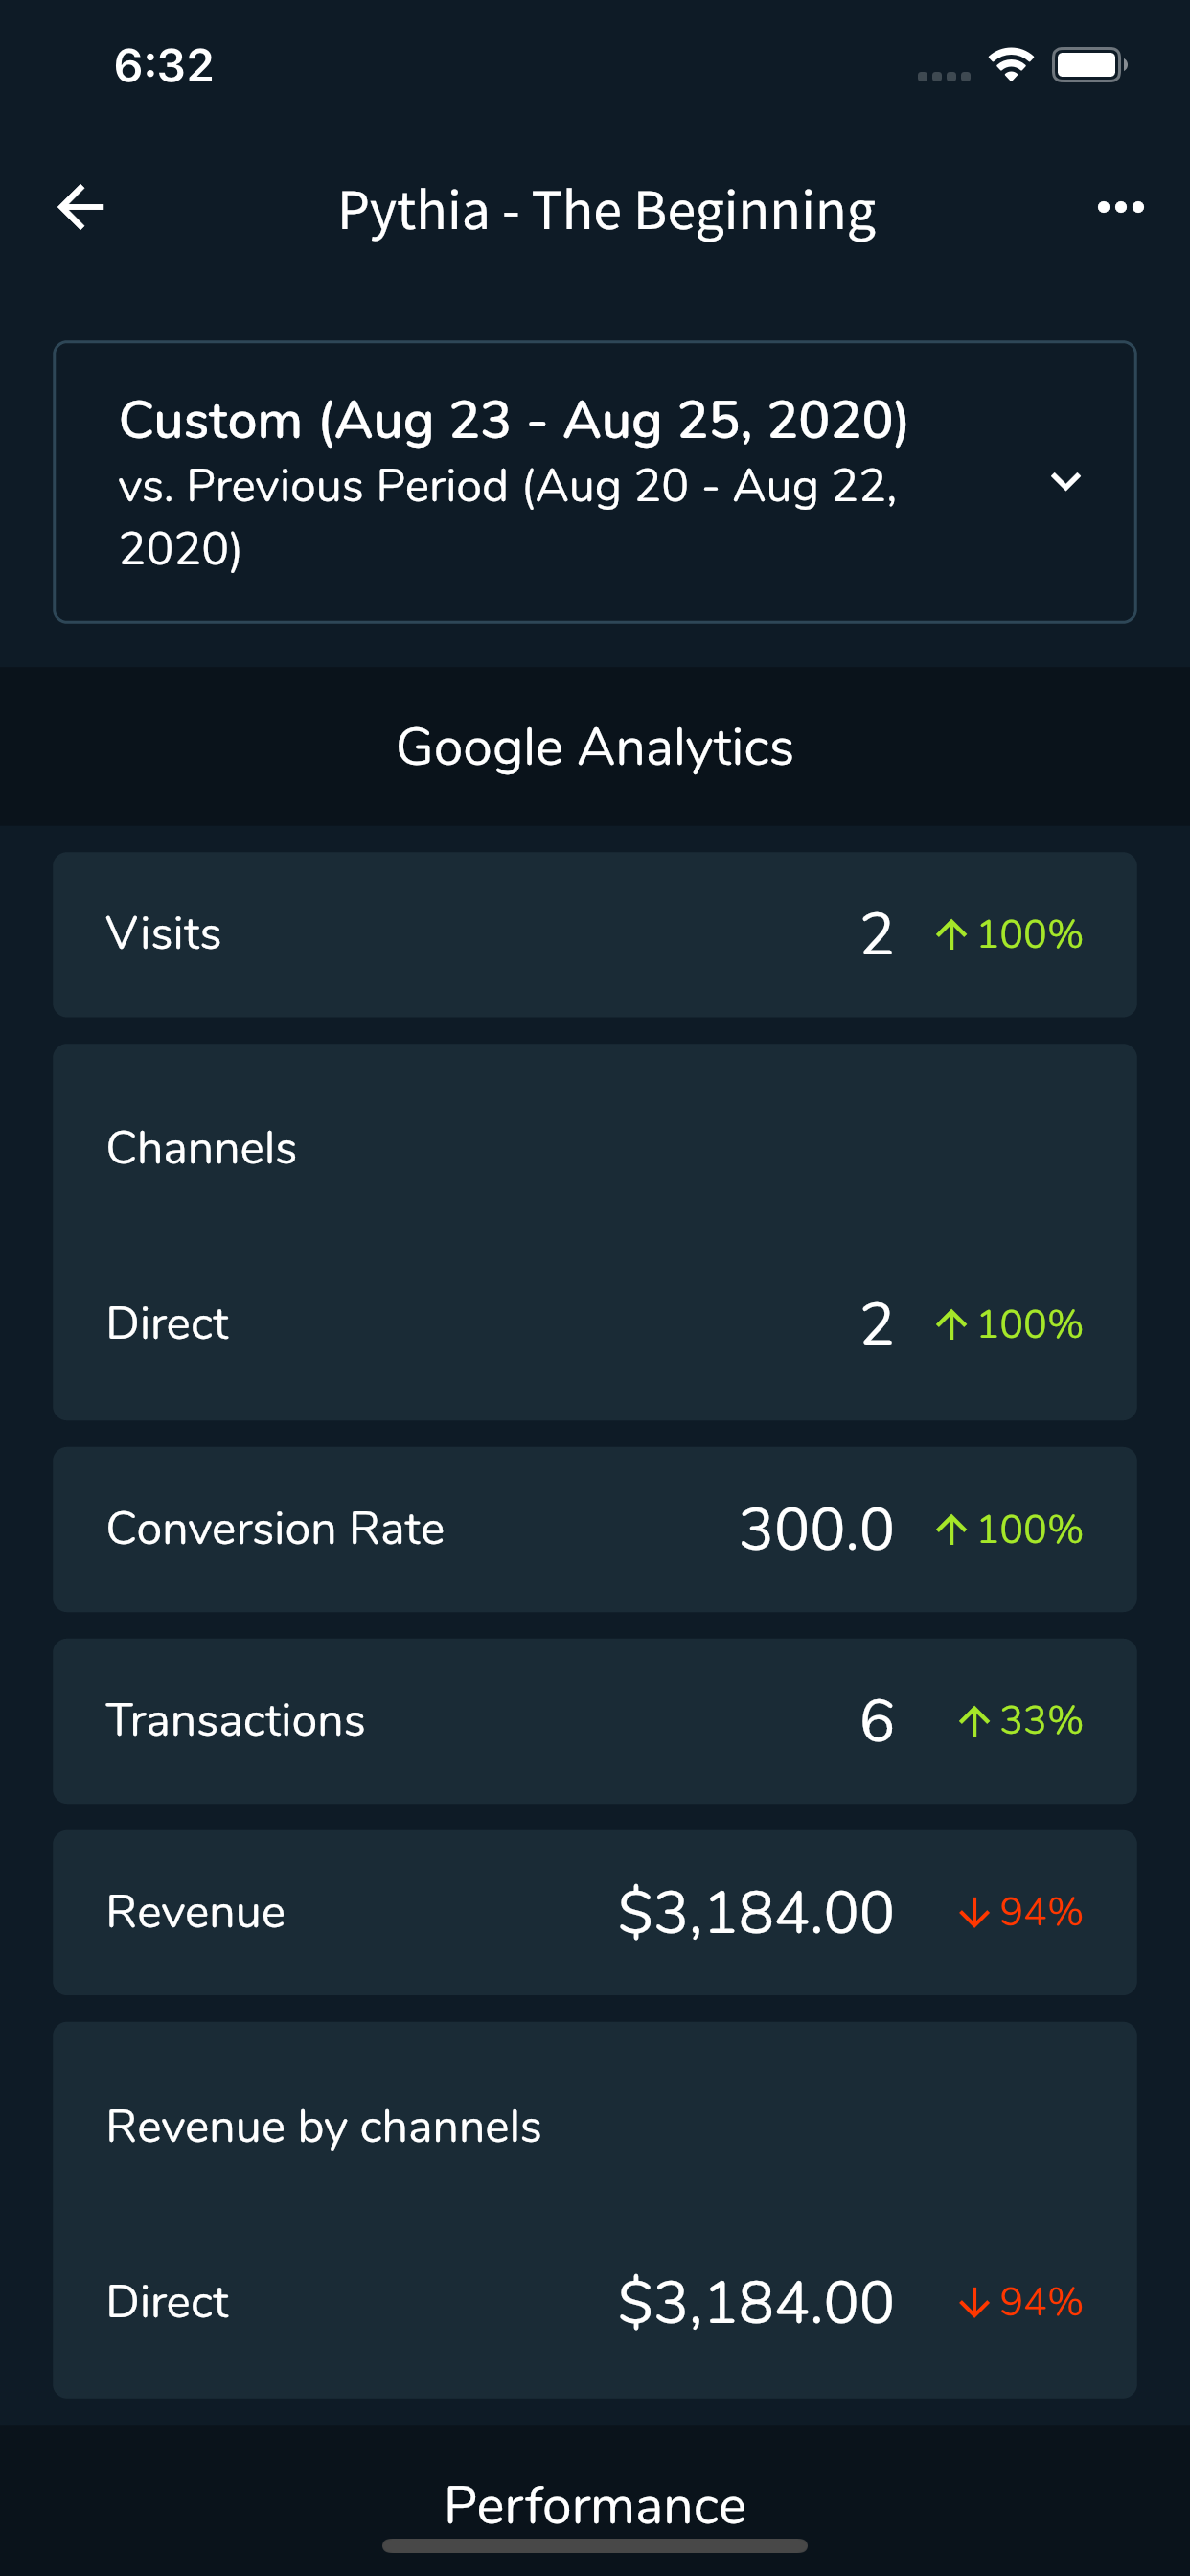 6:32
Pythia - The Beginning
Custom (Aug 23 - Aug 25, 2020)
vs. Previous Period (Aug 20 - Aug 22,
2020)
Google Analytics
Visits 2 ↑ 100%
Channels
Direct 2 ↑ 100%
Conversion Rate 300.0 ↑ 100%
Transactions 6 ↑ 33%
Revenue $3,184.00 ↓ 94%
Revenue by channels
Direct $3,184.00 ↓ 94%
Performance